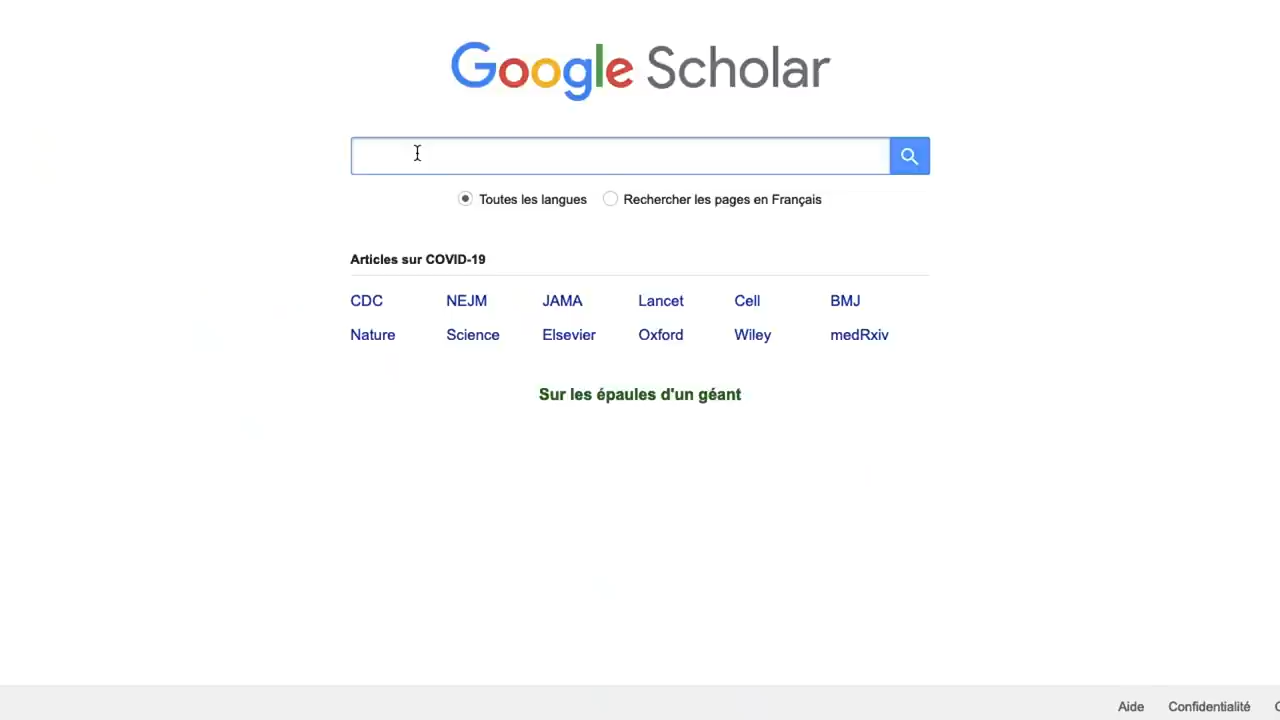 Google Scholar
Toutes les langues Rechercher les pages en Français
Articles sur COVID-19
CDC NEJM JAMA Lancet Cell BMJ
Nature Science Elsevier Oxford Wiley medRxiv
Sur les épaules d'un géant
Aide Confidentialité